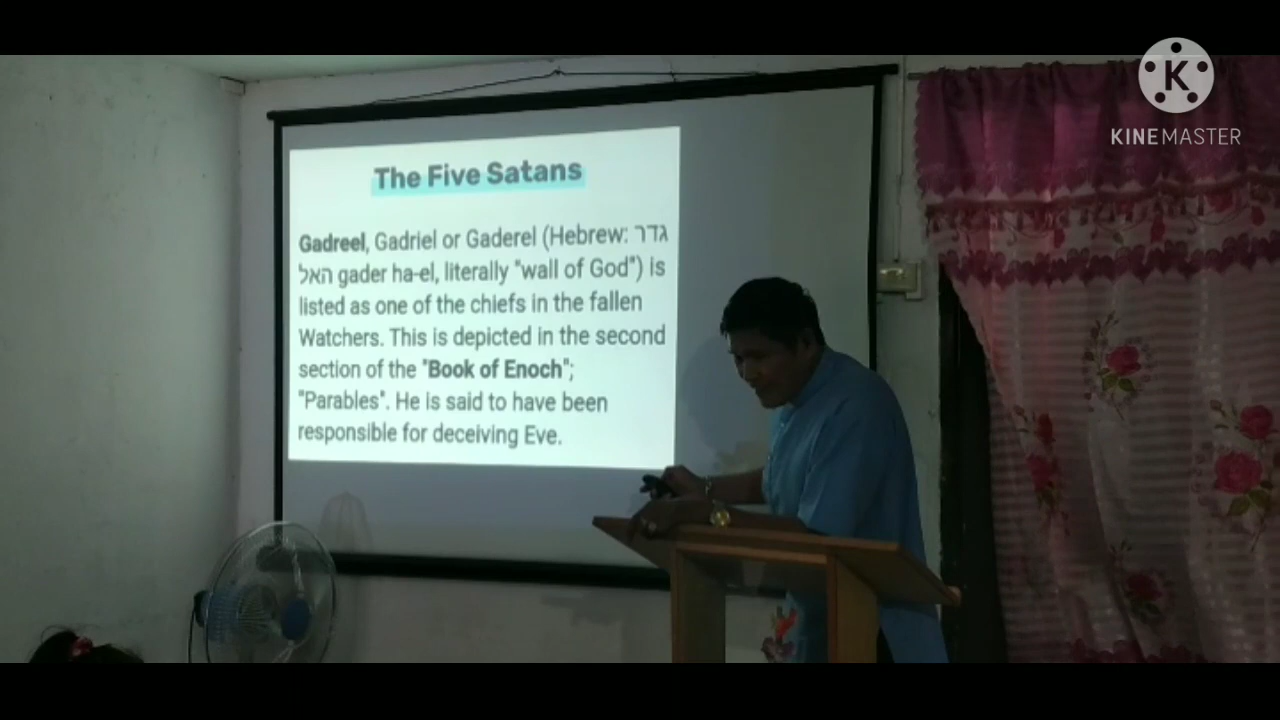 The Five Satans
Gadreel, Gadriel or Gaderel (Hebrew: גדר
האל gader ha-el, literally "wall of God") is
listed as one of the chiefs in the fallen
Watchers. This is depicted in the second
section of the "Book of Enoch";
"Parables". He is said to have been
responsible for deceiving Eve.
K
KINEMASTER